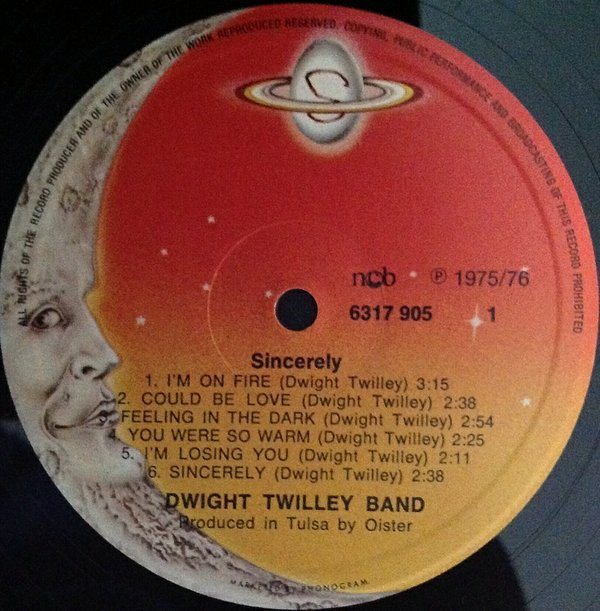 ALL RIGHTS OF THE RECORD PRODUCER AND OF THE OWNER OF THE WORK REPRODUCED RESERVED. COPYING, PUBLIC PERFORMANCE AND BROADCASTING OF THIS RECORD PROHIBITED
S
ncb ℗ 1975/76
6317 905 1
Sincerely
1. I'M ON FIRE (Dwight Twilley) 3:15
2. COULD BE LOVE (Dwight Twilley) 2:38
3. FEELING IN THE DARK (Dwight Twilley) 2:54
4. YOU WERE SO WARM (Dwight Twilley) 2:25
5. I'M LOSING YOU (Dwight Twilley) 2:11
6. SINCERELY (Dwight Twilley) 2:38
DWIGHT TWILLEY BAND
Produced in Tulsa by Oister
MARKETED BY PHONOGRAM